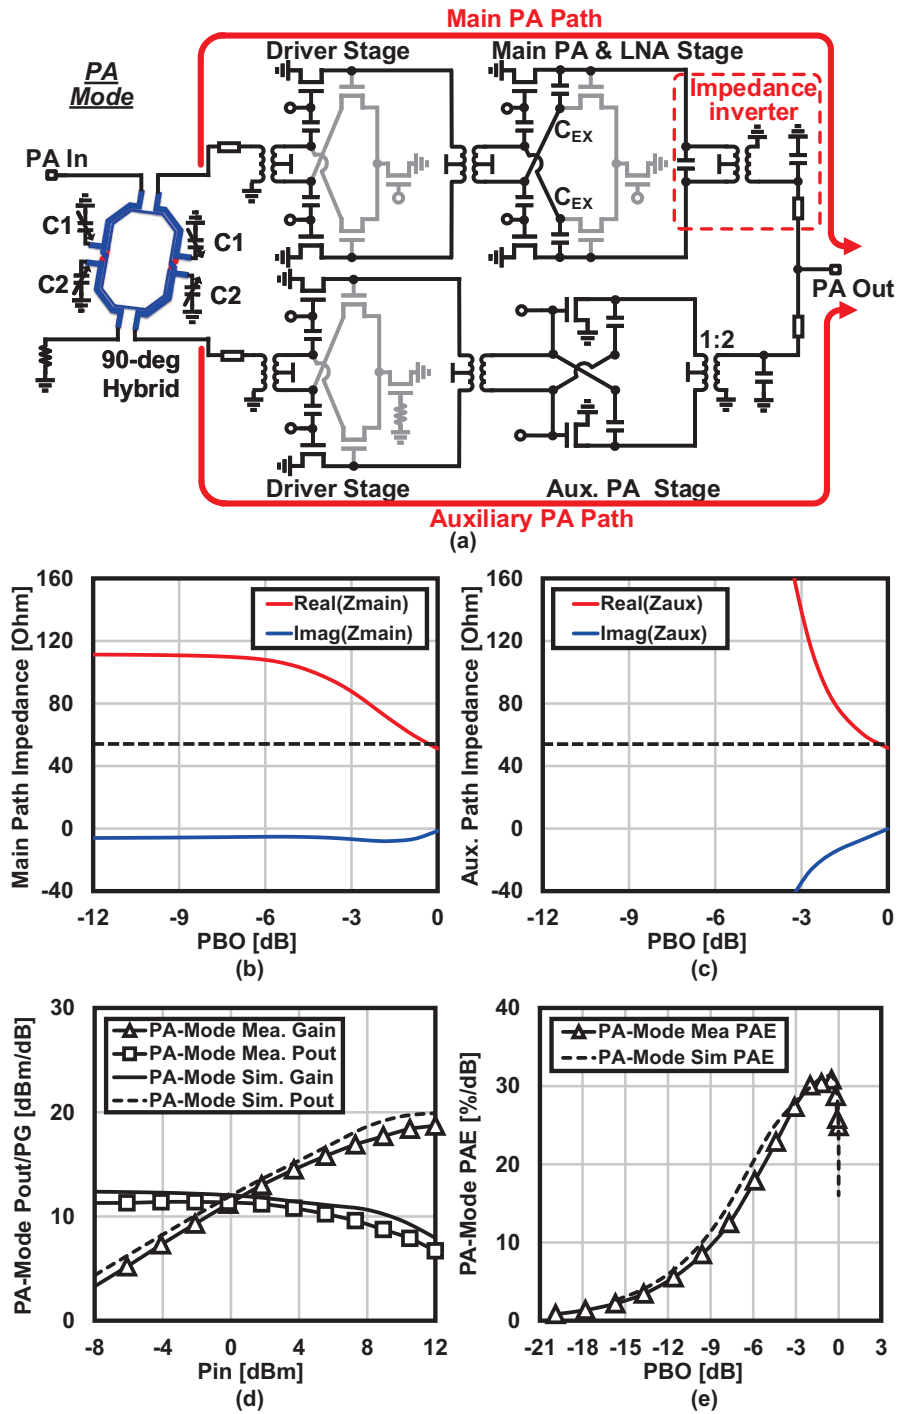 Main PA Path
PA
Mode
Driver Stage
Main PA & LNA Stage
Impedance
inverter
CEX
CEX
PA In
C1
C1
C2
C2
90-deg
Hybrid
PA Out
1:2
Driver Stage
Aux. PA Stage
Auxiliary PA Path
(a)
Main Path Impedance [Ohm]
160
120
80
40
0
-40
Real(Zmain)
Imag(Zmain)
-12 -9 -6 -3 0
PBO [dB]
(b)
Aux. Path Impedance [Ohm]
160
120
80
40
0
-40
Real(Zaux)
Imag(Zaux)
-12 -9 -6 -3 0
PBO [dB]
(c)
PA-Mode Pout/PG [dBm/dB]
30
20
10
0
PA-Mode Mea. Gain
PA-Mode Mea. Pout
PA-Mode Sim. Gain
PA-Mode Sim. Pout
-8 -4 0 4 8 12
Pin [dBm]
(d)
PA-Mode PAE [%/dB]
40
30
20
10
0
PA-Mode Mea PAE
PA-Mode Sim PAE
-21 -18 -15 -12 -9 -6 -3 0 3
PBO [dB]
(e)